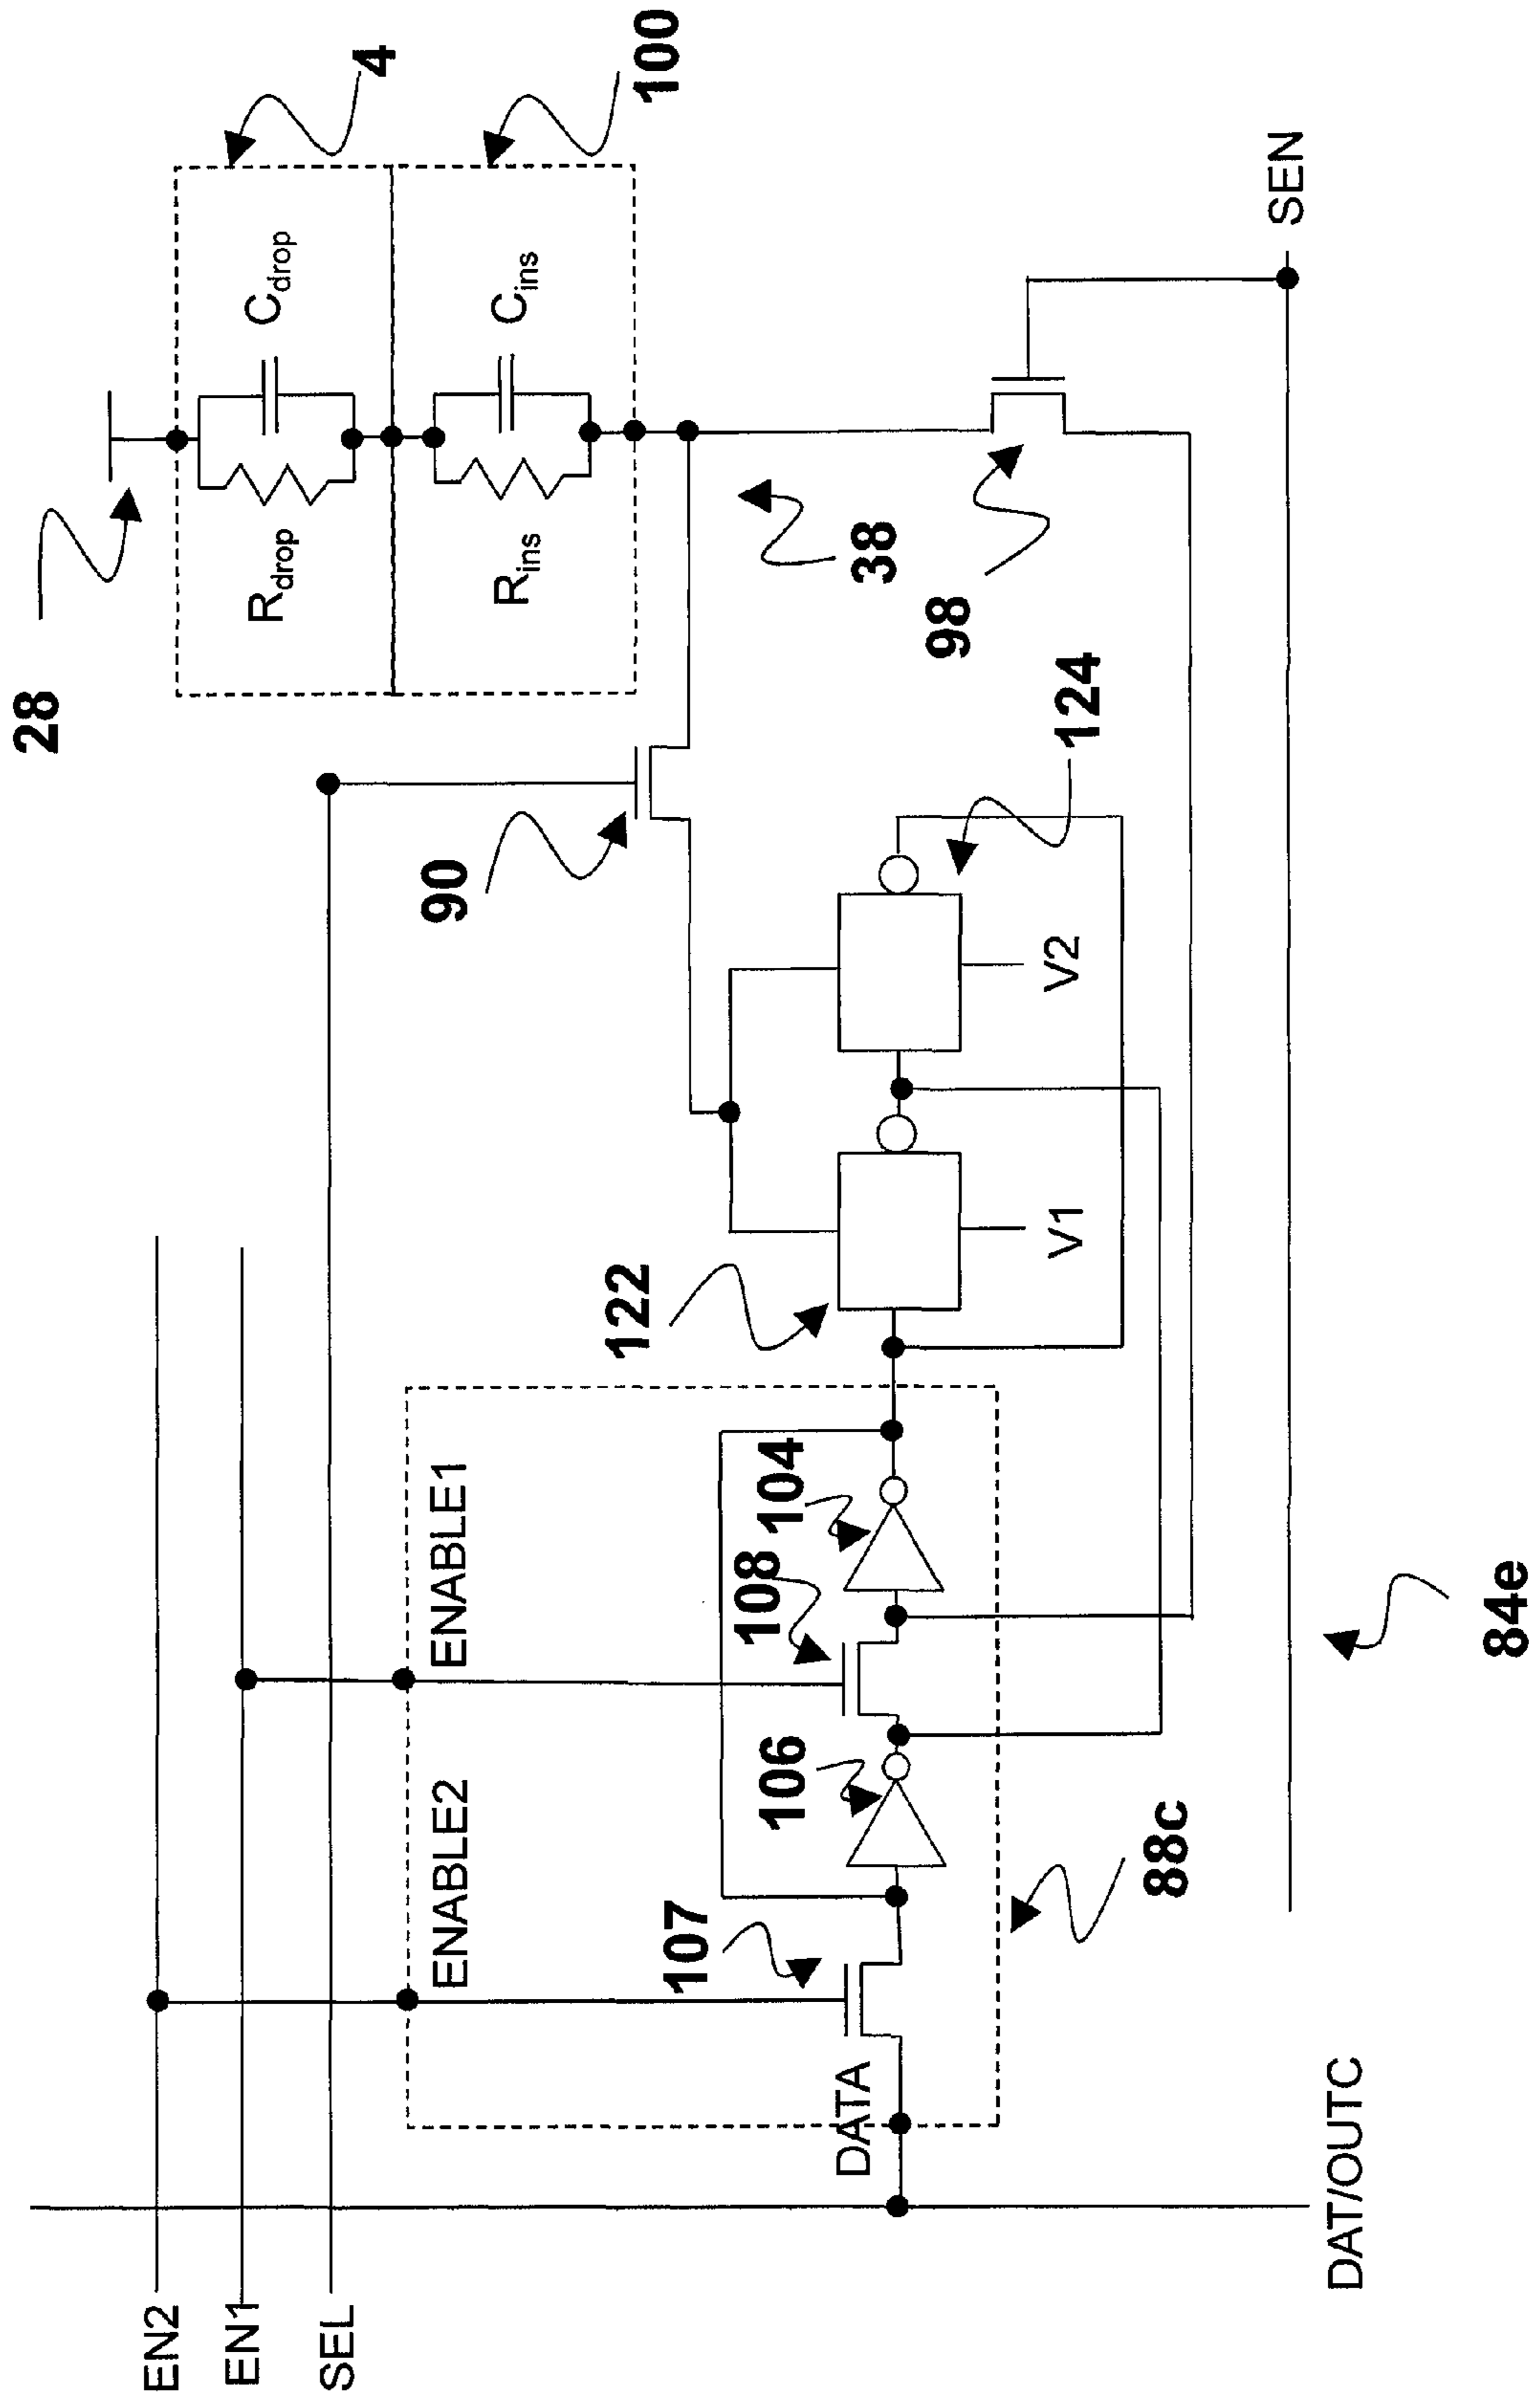 28
4
100
R_drop
C_drop
R_ins
C_ins
38
98
SEN
90
124
V2
122
V1
ENABLE1
ENABLE2
104
108
106
107
88c
84e
DATA
EN2
EN1
SEL
DAT/OUTC